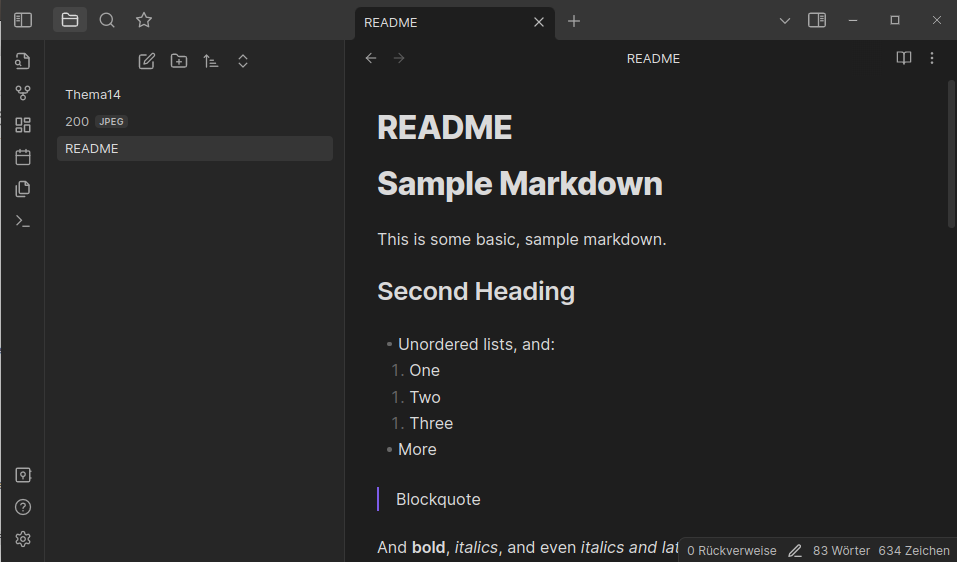 README
README
Thema14
200 JPEG
README
README
Sample Markdown
This is some basic, sample markdown.
Second Heading
• Unordered lists, and:
1. One
1. Two
1. Three
• More
Blockquote
And bold, italics, and even italics and lat
0 Rückverweise 83 Wörter 634 Zeichen